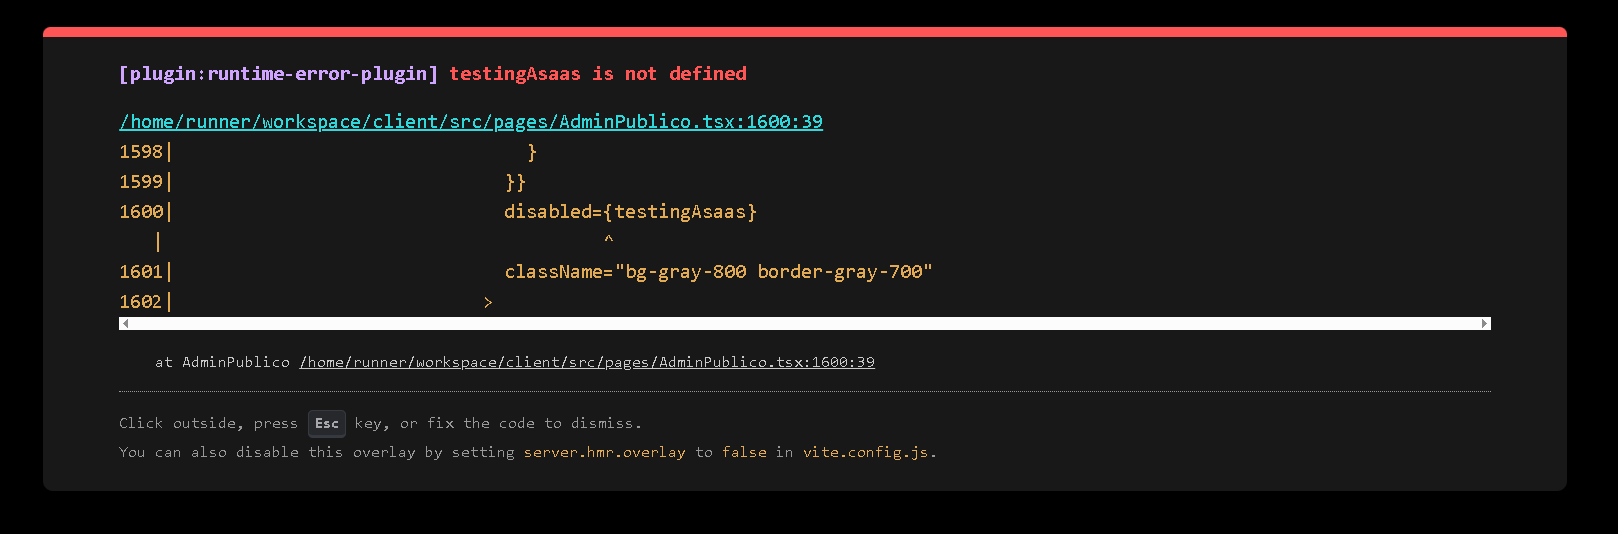 [plugin:runtime-error-plugin] testingAsaas is not defined
/home/runner/workspace/client/src/pages/AdminPublico.tsx:1600:39
1598|                                }
1599|                              }}
1600|                              disabled={testingAsaas}
   |                                       ^
1601|                              className="bg-gray-800 border-gray-700"
1602|                            >
at AdminPublico /home/runner/workspace/client/src/pages/AdminPublico.tsx:1600:39
Click outside, press Esc key, or fix the code to dismiss.
You can also disable this overlay by setting server.hmr.overlay to false in vite.config.js.